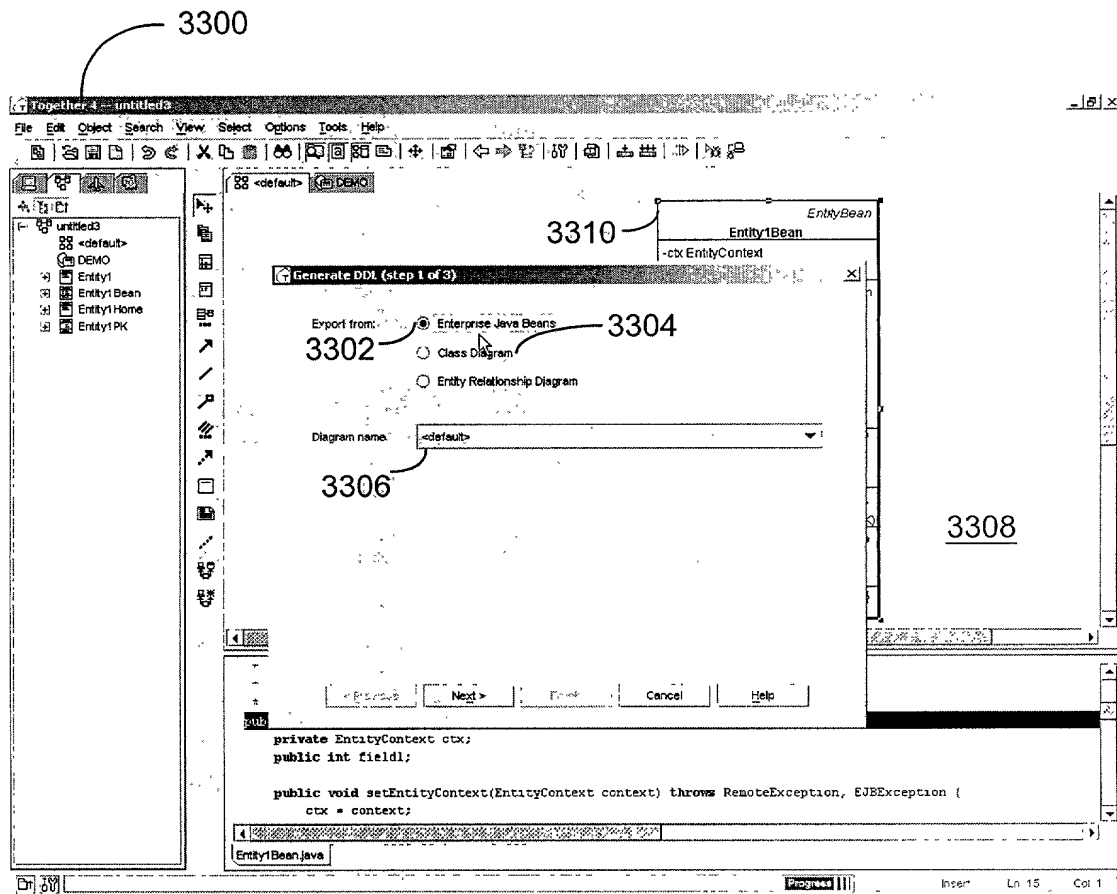 3300
Together 4 -- untitled3
File Edit Object Search View Select Options Tools Help
<default> DEMO
untitled3
<default>
DEMO
Entity1
Entity1Bean
Entity1Home
Entity1PK
3310
EntityBean
Entity1Bean
-ctx EntityContext
Generate DDL (step 1 of 3)
Export from:
Enterprise Java Beans
3302
3304
Class Diagram
Entity Relationship Diagram
Diagram name:
<default>
3306
3308
< Previous Next > Finish Cancel Help
pub
private EntityContext ctx;
public int field1;
public void setEntityContext(EntityContext context) throws RemoteException, EJBException {
ctx = context;
Entity1Bean.java
Progress Insert Ln 15 Col 1